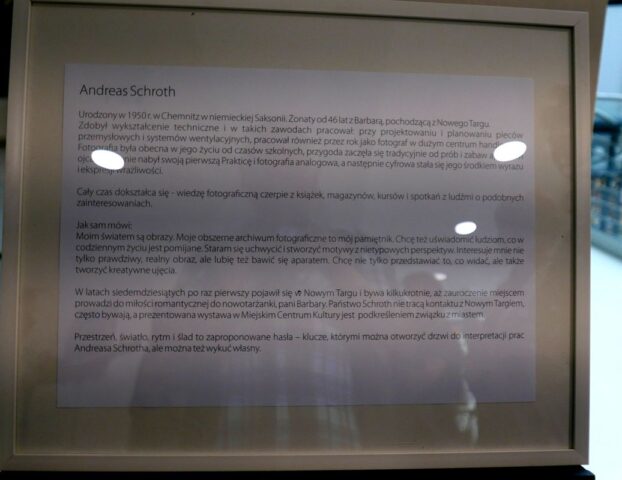 Andreas Schroth
Urodzony w 1950 r. w Chemnitz w niemieckiej Saksonii. Żonaty od 46 lat z Barbarą, pochodzącą z Nowego Targu.
Zdobył wykształcenie techniczne i w takich zawodach pracował przy projektowaniu i planowaniu pieców
przemysłowych i systemów wentylacyjnych, pracował również przez rok jako fotograf w dużym centrum
Fotografia była obecna w jego życiu od czasów szkolnych, przygoda zaczęła się tradycyjnie od prób i zabaw
nabył swoją pierwszą Prakticę i fotografia analogowa, a następnie cyfrowa stała się jego środkiem wyrazu
i ekspresji wrażliwości.
Cały czas dokształca się - wiedzę fotograficzną czerpie z książek, magazynów, kursów i spotkań z ludźmi o podobnych
zainteresowaniach.
Jak sam mówi:
Moim światem są obrazy. Moje obszerne archiwum fotograficzne to mój pamiętnik. Chcę też uświadomić ludziom, co w
codziennym życiu jest pomijane. Staram się uchwycić i stworzyć motywy z nietypowych perspektyw. Interesuje mnie nie
tylko prawdziwy, realny obraz, ale lubię też bawić się aparatem. Chcę nie tylko przedstawiać to, co widać, ale także
tworzyć kreatywne ujęcia.
W latach siedemdziesiątych po raz pierwszy pojawił się w Nowym Targu i bywa kilkukrotnie, aż zauroczenie miejscem
prowadzi do miłości romantycznej do nowotarżanki, pani Barbary. Państwo Schroth nie tracą kontaktu z Nowym Targiem,
często bywają, a prezentowana wystawa w Miejskim Centrum Kultury jest podkreśleniem związku z miastem.
Przestrzeń, światło, rytm i ślad to zaproponowane hasła – klucze, którymi można otworzyć drzwi do interpretacji prac
Andreasa Schrotha, ale można też wykuć własny.